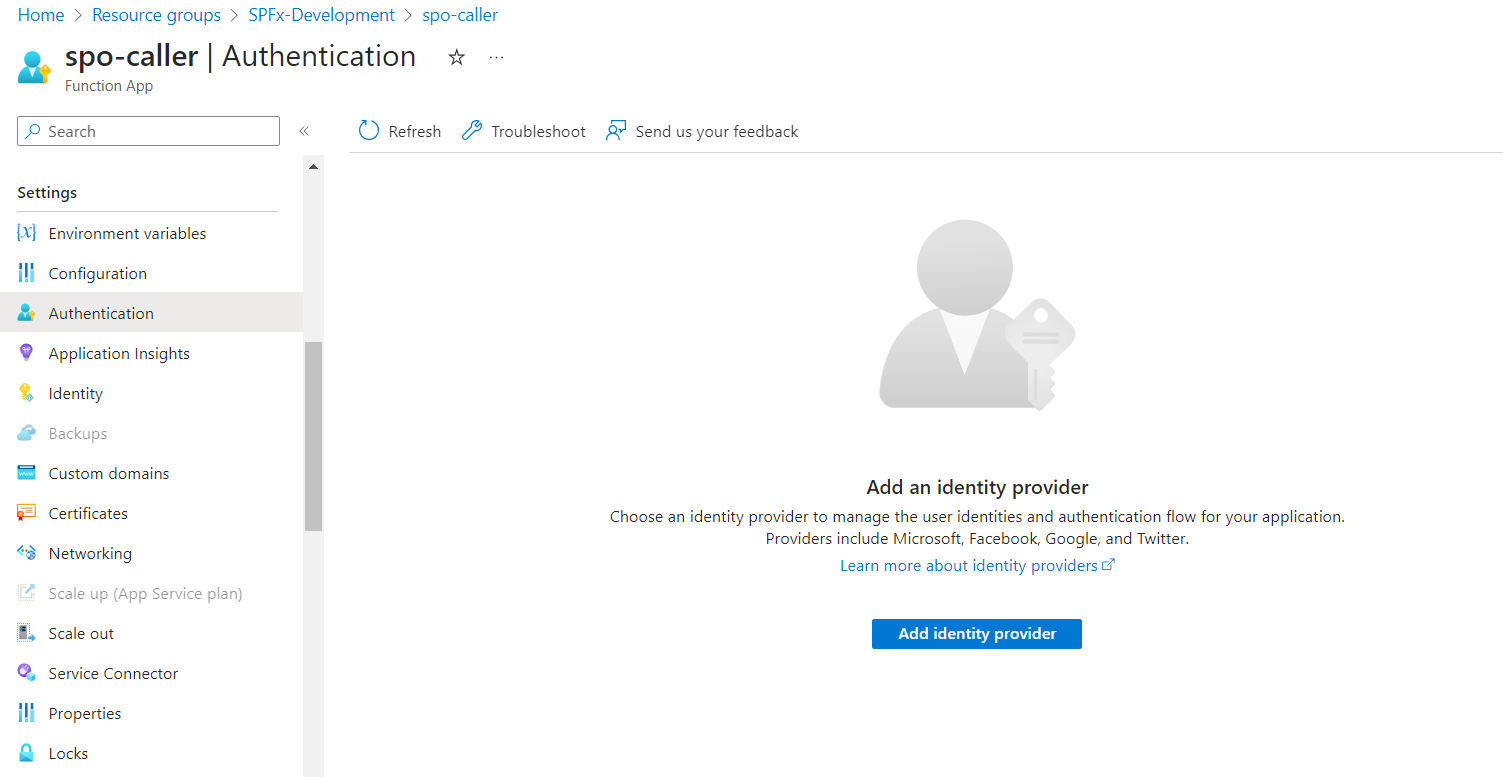 Home > Resource groups > SPFx-Development > spo-caller
spo-caller | Authentication
Function App
Search
Refresh
Troubleshoot
Send us your feedback
Settings
Environment variables
Configuration
Authentication
Application Insights
Identity
Backups
Custom domains
Certificates
Networking
Scale up (App Service plan)
Scale out
Service Connector
Properties
Locks
Add an identity provider
Choose an identity provider to manage the user identities and authentication flow for your application.
Providers include Microsoft, Facebook, Google, and Twitter.
Learn more about identity providers
Add identity provider